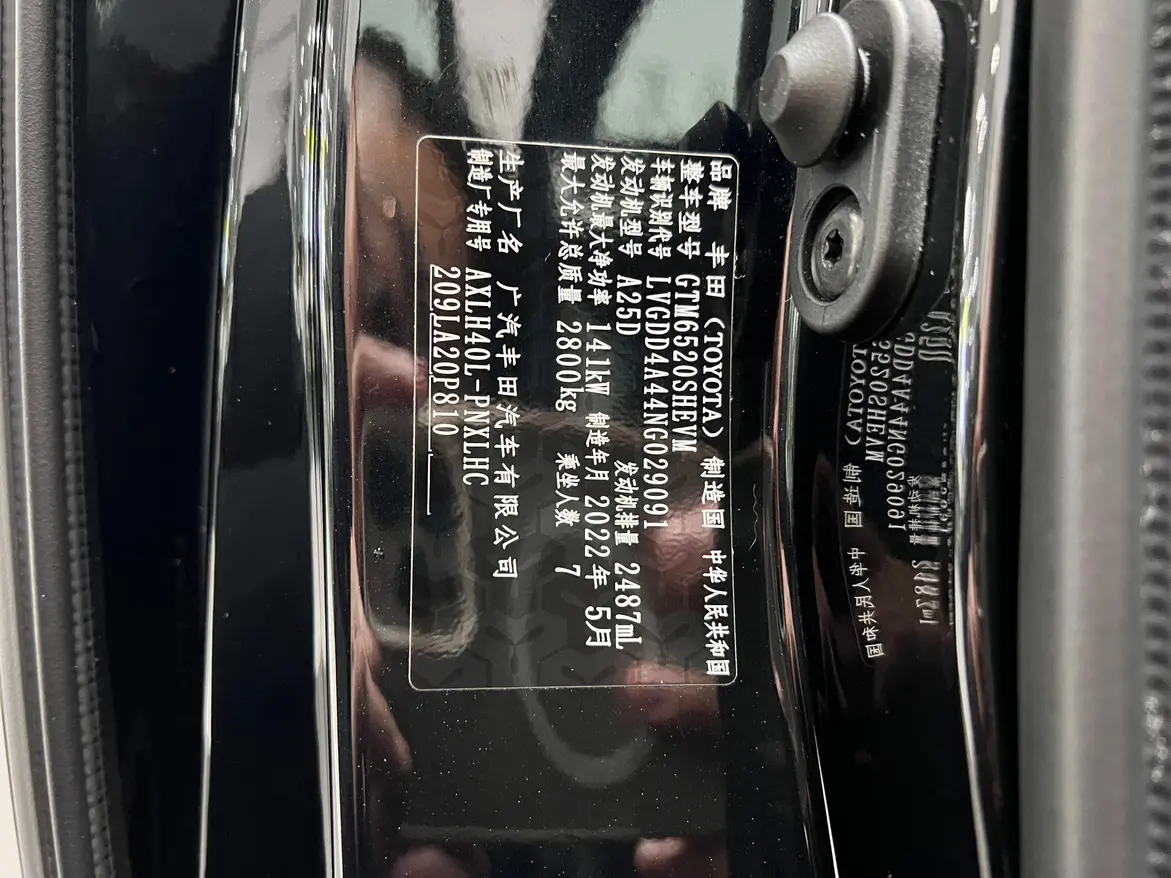 品牌 丰田(TOYOTA) 制造国 中华人民共和国
整车型号 GTM6520SHEVM
车辆识别代号 LVGDD4A44NG029091
发动机型号 A25D 发动机排量 2487mL
发动机最大净功率 141kW 制造年月 2022年 5月
最大允许总质量 2800kg 乘坐人数 7
生产厂名 广汽丰田汽车有限公司
制造厂专用号 AXLH40L-PNXLHC
209LA20P810